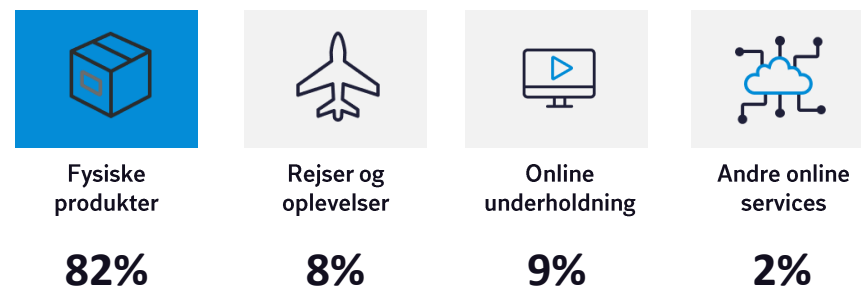 Fysiske
produkter
82%
Rejser og
oplevelser
8%
Online
underholdning
9%
Andre online
services
2%